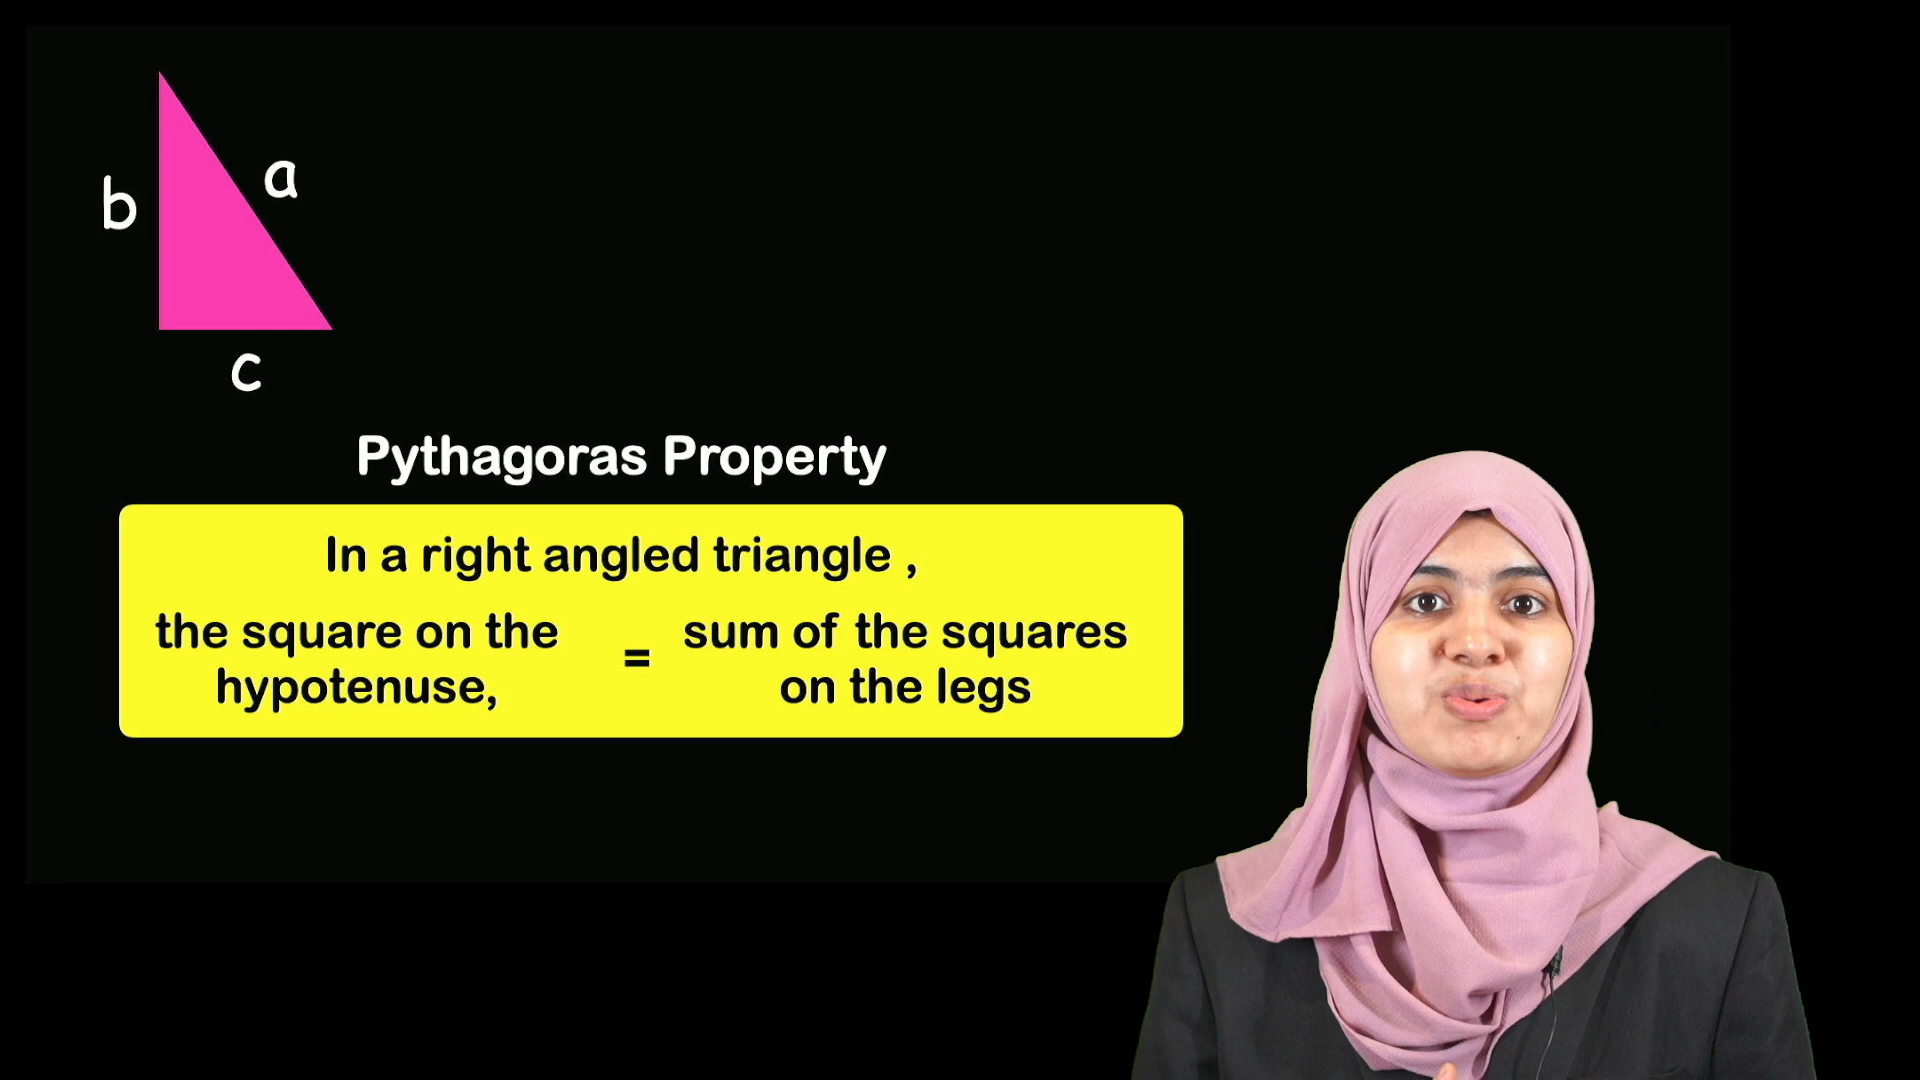 a
b
c
Pythagoras Property
In a right angled triangle ,
the square on the
hypotenuse,
=
sum of the squares
on the legs